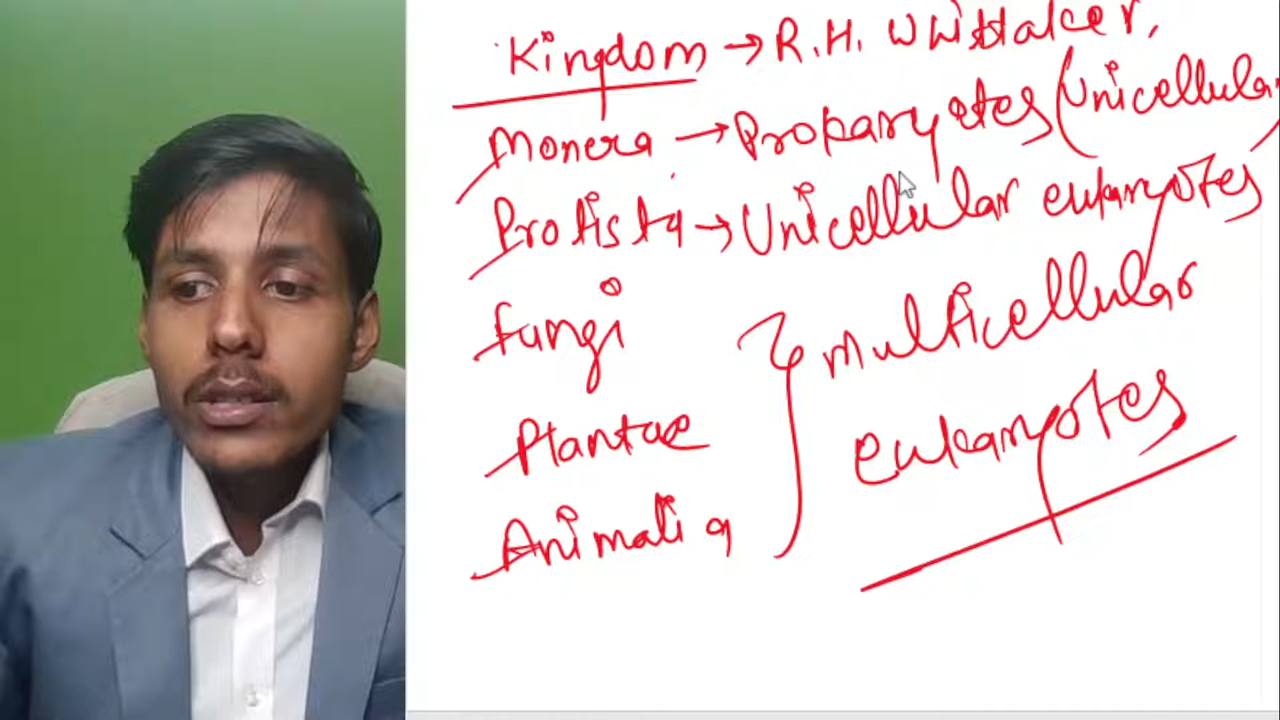 Kingdom → R.H. Whittaker,
Monera → Prokaryotes (Unicellular)
Protista → Unicellular eukaryotes
Fungi
Plantae
Animalia
multicellular
eukaryotes